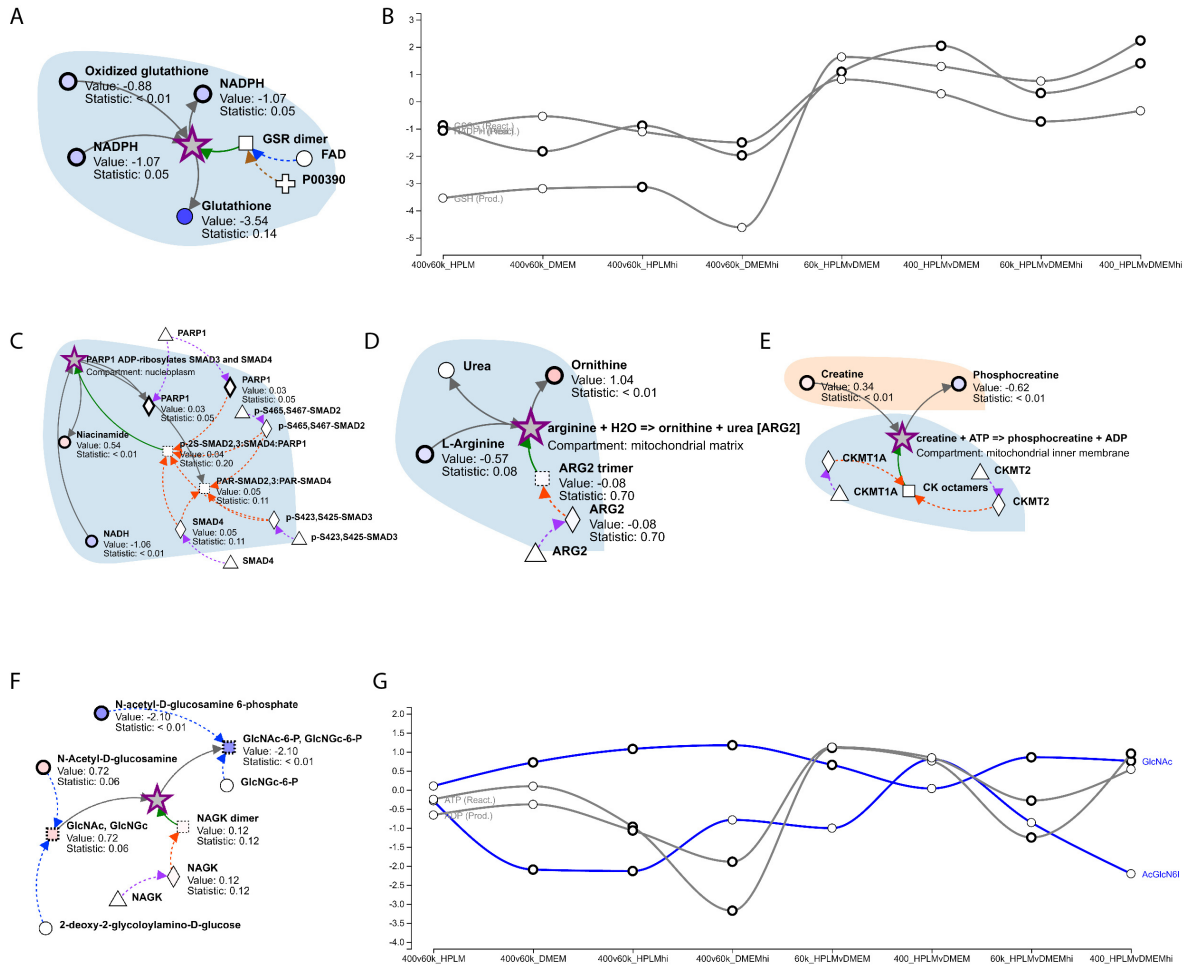 A
Oxidized glutathione
Value: -0.88
Statistic: < 0.01
NADPH
Value: -1.07
Statistic: 0.05
NADPH
Value: -1.07
Statistic: 0.05
GSR dimer
FAD
P00390
Glutathione
Value: -3.54
Statistic: 0.14
B
3
2
1
0
-1
-2
-3
-4
-5
GSH (Prod.)
400v60k_HPLM
400v60k_DMEM
400v60k_HPLMhi
400v60k_DMEMhi
60k_HPLMvDMEM
400_HPLMvDMEM
60k_HPLMvDMEMhi
400_HPLMvDMEMhi
C
PARP1
PARP1 ADP-ribosylates SMAD3 and SMAD4
Compartment: nucleoplasm
PARP1
Value: 0.03
Statistic: 0.05
PARP1
Value: 0.03
Statistic: 0.05
p-S465,S467-SMAD2
p-S465,S467-SMAD2
Niacinamide
Value: 0.54
Statistic: < 0.01
p-2S-SMAD2,3:SMAD4:PARP1
Value: 0.04
Statistic: 0.20
PAR-SMAD2,3:PAR-SMAD4
Value: 0.05
Statistic: 0.11
SMAD4
Value: 0.05
Statistic: 0.11
p-S423,S425-SMAD3
p-S423,S425-SMAD3
NADH
Value: -1.06
Statistic: < 0.01
SMAD4
D
Urea
Ornithine
Value: 1.04
Statistic: < 0.01
arginine + H2O => ornithine + urea [ARG2]
Compartment: mitochondrial matrix
L-Arginine
Value: -0.57
Statistic: 0.08
ARG2 trimer
Value: -0.08
Statistic: 0.70
ARG2
Value: -0.08
Statistic: 0.70
ARG2
E
Creatine
Value: 0.34
Statistic: < 0.01
Phosphocreatine
Value: -0.62
Statistic: < 0.01
creatine + ATP => phosphocreatine + ADP
Compartment: mitochondrial inner membrane
CKMT1A
CKMT2
CKMT1A
CK octamers
CKMT2
F
N-acetyl-D-glucosamine 6-phosphate
Value: -2.10
Statistic: < 0.01
GlcNAc-6-P, GlcNGc-6-P
Value: -2.10
Statistic: < 0.01
N-Acetyl-D-glucosamine
Value: 0.72
Statistic: 0.06
GlcNGc-6-P
GlcNAc, GlcNGc
Value: 0.72
Statistic: 0.06
NAGK dimer
Value: 0.12
Statistic: 0.12
NAGK
Value: 0.12
Statistic: 0.12
NAGK
2-deoxy-2-glycoloylamino-D-glucose
G
2.0
1.5
1.0
0.5
0.0
-0.5
-1.0
-1.5
-2.0
-2.5
-3.0
-3.5
-4.0
ATP (React.)
(Prod.)
GlcNAc
400v60k_HPLM
400v60k_DMEM
400v60k_HPLMhi
400v60k_DMEMhi
60k_HPLMvDMEM
400_HPLMvDMEM
60k_HPLMvDMEMhi
400_HPLMvDMEMhi